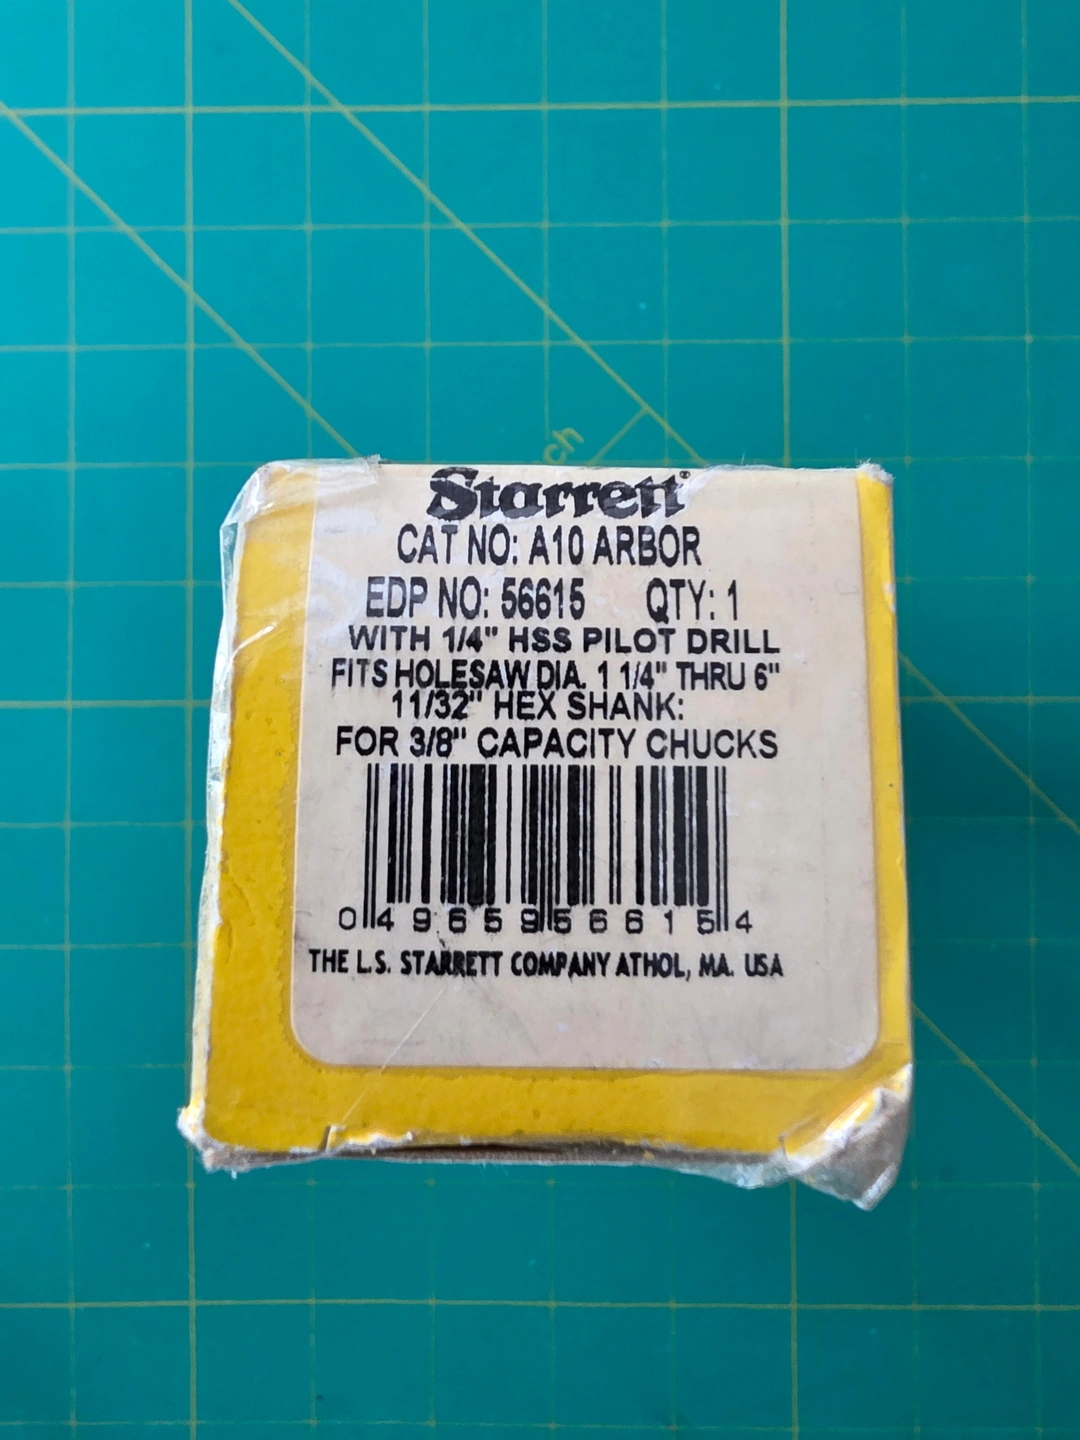 ch
Starrett®
CAT NO: A10 ARBOR
EDP NO: 56615 QTY: 1
WITH 1/4" HSS PILOT DRILL
FITS HOLESAW DIA. 1 1/4" THRU 6"
11/32" HEX SHANK:
FOR 3/8" CAPACITY CHUCKS
0 49659 56615 4
THE L.S. STARRETT COMPANY ATHOL, MA. USA